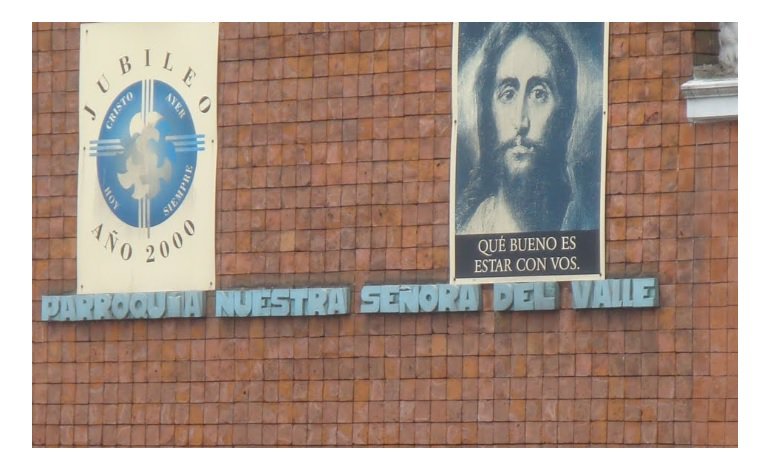 JUBILEO
CRISTO AYER
HOY SIEMPRE
AÑO 2000
QUÉ BUENO ES
ESTAR CON VOS.
PARROQUIA NUESTRA SEÑORA DEL VALLE